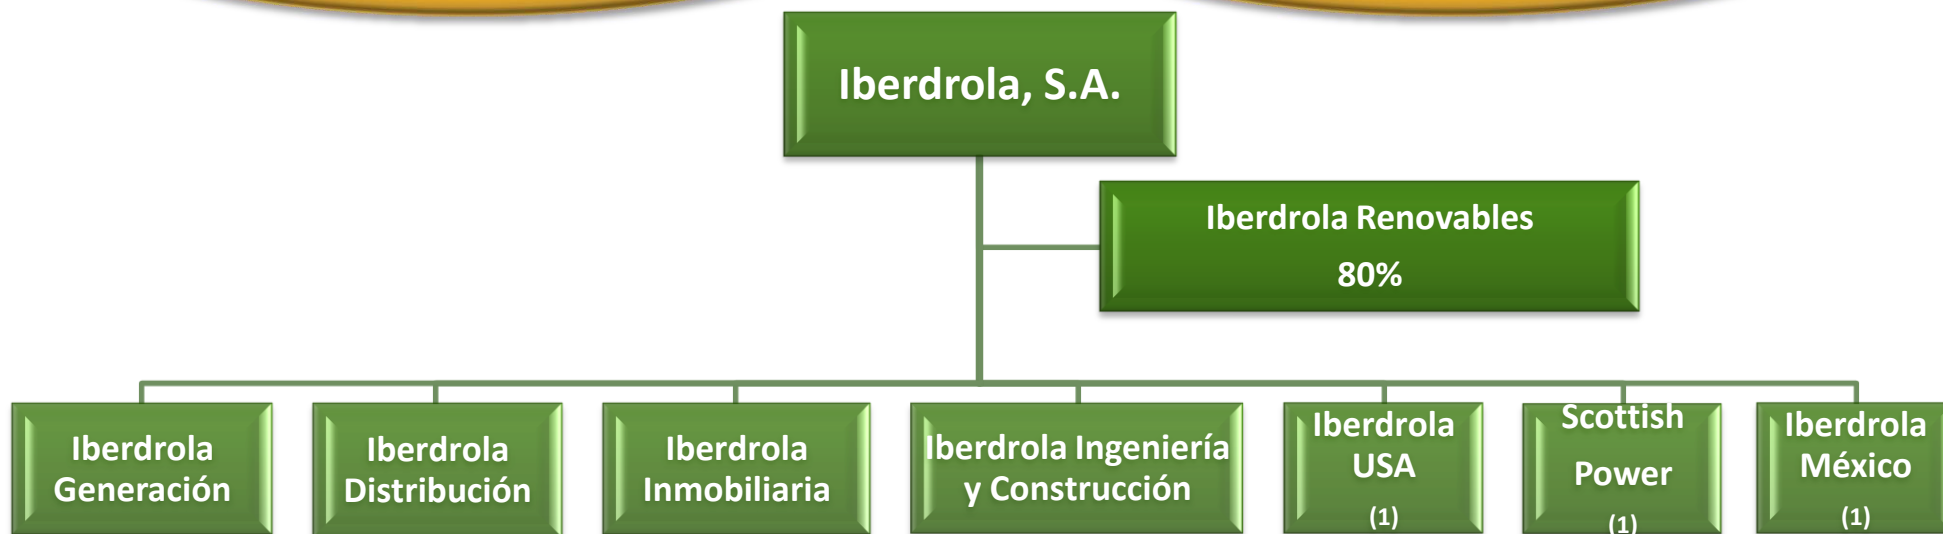 Iberdrola, S.A.
Iberdrola Renovables
80%
Iberdrola
Generación
Iberdrola
Distribución
Iberdrola
Inmobiliaria
Iberdrola Ingeniería
y Construcción
Iberdrola
USA
(1)
Scottish
Power
(1)
Iberdrola
México
(1)